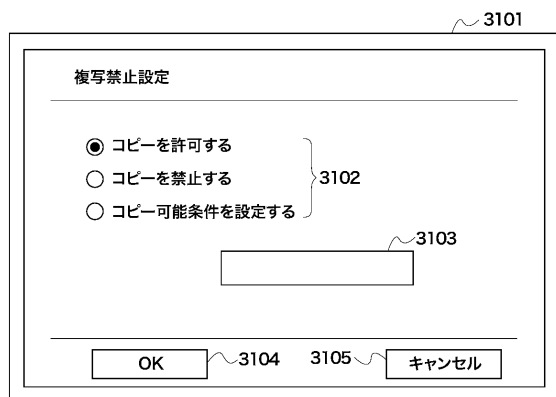 3101
複写禁止設定
コピーを許可する
コピーを禁止する
3102
コピー可能条件を設定する
3103
OK
3104
3105
キャンセル